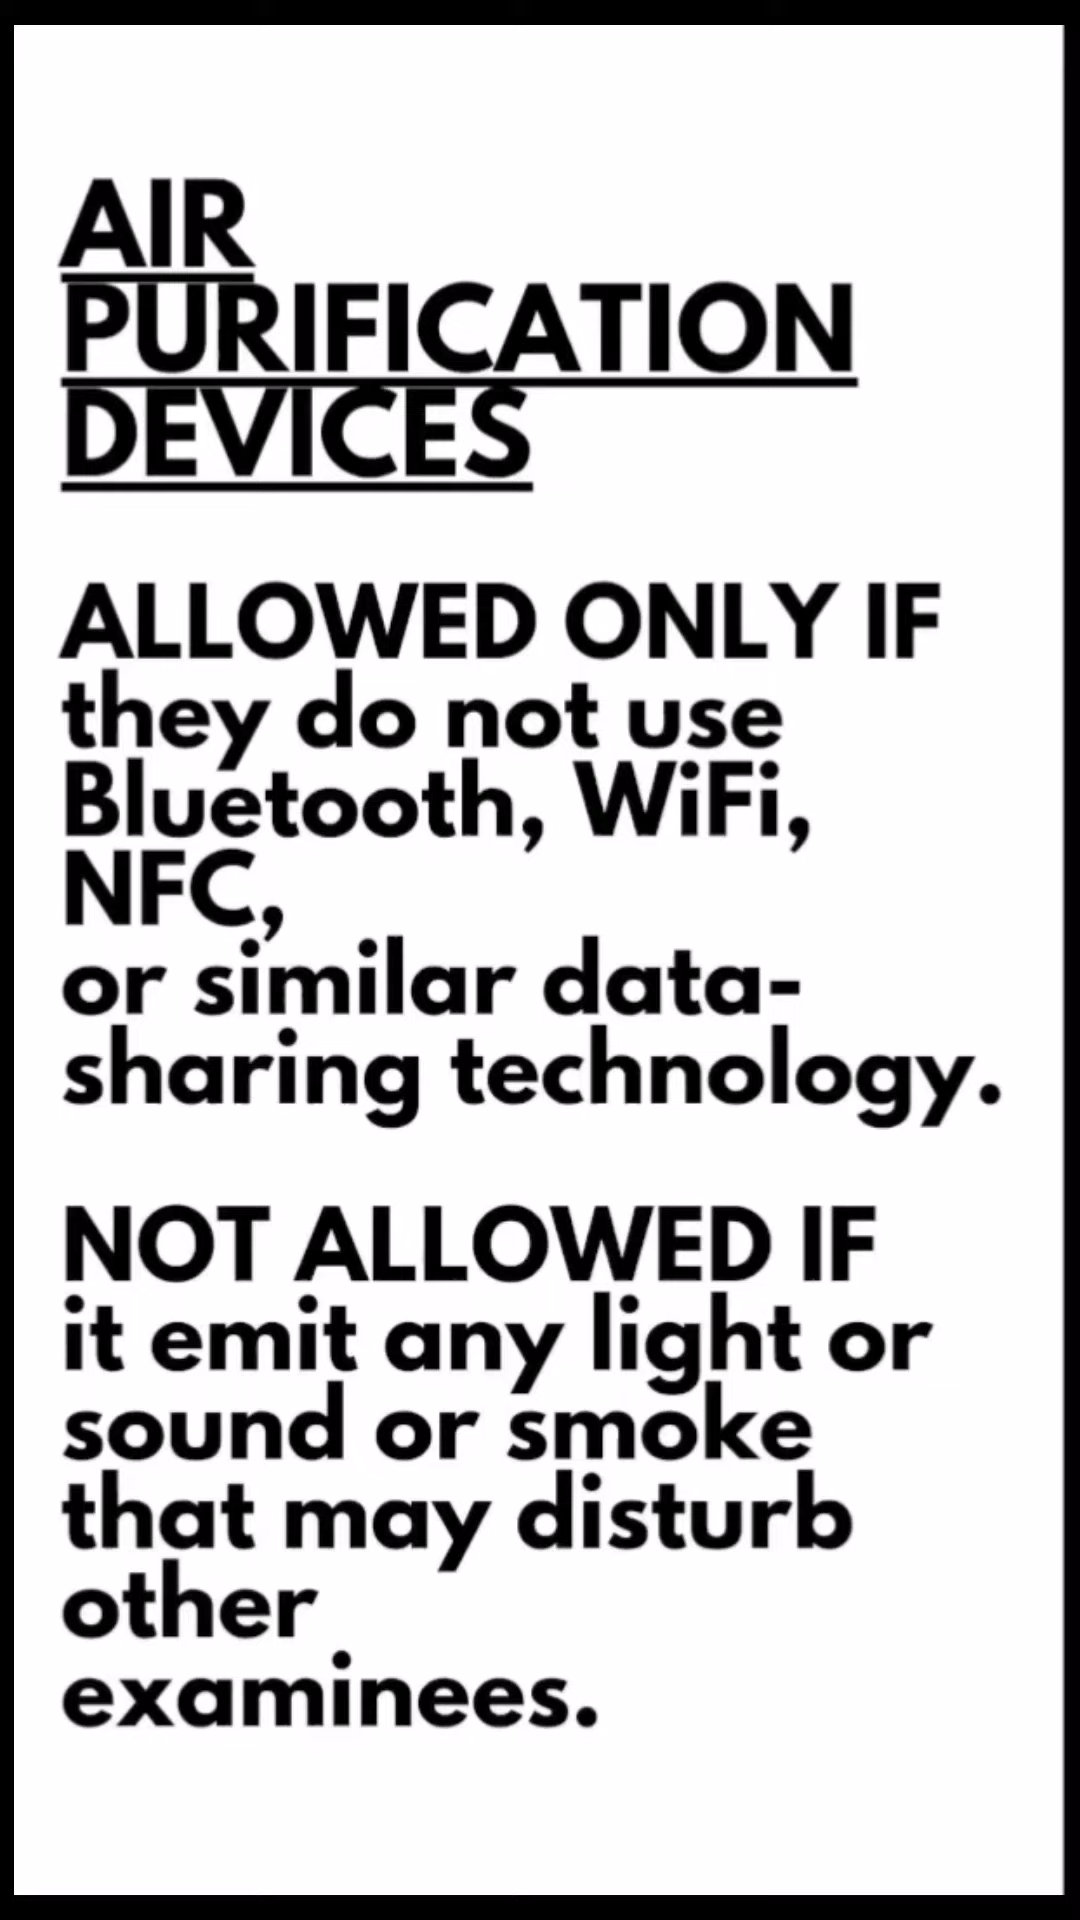 AIR
PURIFICATION
DEVICES
ALLOWED ONLY IF
they do not use
Bluetooth, WiFi,
NFC,
or similar data-
sharing technology.
NOT ALLOWED IF
it emit any light or
sound or smoke
that may disturb
other
examinees.